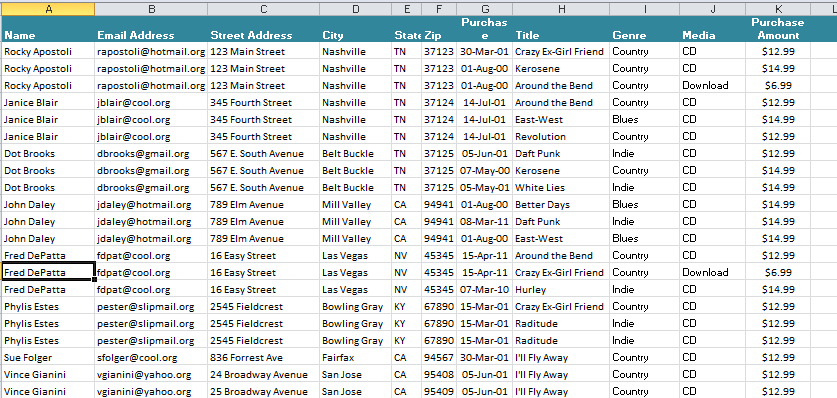 A B C D E F G H I J K L
Name Email Address Street Address City State Zip Purchase Title Genre Media Purchase Amount
Rocky Apostoli rapostoli@hotmail.org 123 Main Street Nashville TN 37123 30-Mar-01 Crazy Ex-Girl Friend Country CD $12.99
Rocky Apostoli rapostoli@hotmail.org 123 Main Street Nashville TN 37123 01-Aug-00 Kerosene Country CD $14.99
Rocky Apostoli rapostoli@hotmail.org 123 Main Street Nashville TN 37123 01-Aug-00 Around the Bend Country Download $6.99
Janice Blair jblair@cool.org 345 Fourth Street Nashville TN 37124 14-Jul-01 Around the Bend Country CD $12.99
Janice Blair jblair@cool.org 345 Fourth Street Nashville TN 37124 14-Jul-01 East-West Blues CD $14.99
Janice Blair jblair@cool.org 345 Fourth Street Nashville TN 37124 14-Jul-01 Revolution Country CD $12.99
Dot Brooks dbrooks@gmail.org 567 E. South Avenue Belt Buckle TN 37125 05-Jun-01 Daft Punk Indie CD $12.99
Dot Brooks dbrooks@gmail.org 567 E. South Avenue Belt Buckle TN 37125 07-May-00 Kerosene Country CD $14.99
Dot Brooks dbrooks@gmail.org 567 E. South Avenue Belt Buckle TN 37125 05-May-01 White Lies Indie CD $12.99
John Daley jdaley@hotmail.org 789 Elm Avenue Mill Valley CA 94941 01-Aug-00 Better Days Blues CD $12.99
John Daley jdaley@hotmail.org 789 Elm Avenue Mill Valley CA 94941 08-Mar-11 Daft Punk Indie CD $12.99
John Daley jdaley@hotmail.org 789 Elm Avenue Mill Valley CA 94941 01-Aug-00 East-West Blues CD $14.99
Fred DePatta fdpat@cool.org 16 Easy Street Las Vegas NV 45345 15-Apr-11 Around the Bend Country CD $12.99
Fred DePatta fdpat@cool.org 16 Easy Street Las Vegas NV 45345 15-Apr-11 Crazy Ex-Girl Friend Country Download $6.99
Fred DePatta fdpat@cool.org 16 Easy Street Las Vegas NV 45345 07-Mar-10 Hurley Indie CD $14.99
Phylis Estes pester@slipmail.org 2545 Fieldcrest Bowling Gray KY 67890 15-Mar-01 Crazy Ex-Girl Friend Country CD $12.99
Phylis Estes pester@slipmail.org 2545 Fieldcrest Bowling Gray KY 67890 15-Mar-01 Raditude Indie CD $12.99
Phylis Estes pester@slipmail.org 2545 Fieldcrest Bowling Gray KY 67890 15-Mar-01 Raditude Indie CD $12.99
Sue Folger sfolger@cool.org 836 Forrest Ave Fairfax CA 94567 30-Mar-01 I'll Fly Away Country CD $12.99
Vince Gianini vgianini@yahoo.org 24 Broadway Avenue San Jose CA 95408 05-Jun-01 I'll Fly Away Country CD $12.99
Vince Gianini vgianini@yahoo.org 25 Broadway Avenue San Jose CA 95409 05-Jun-01 I'll Fly Away Country CD $12.99